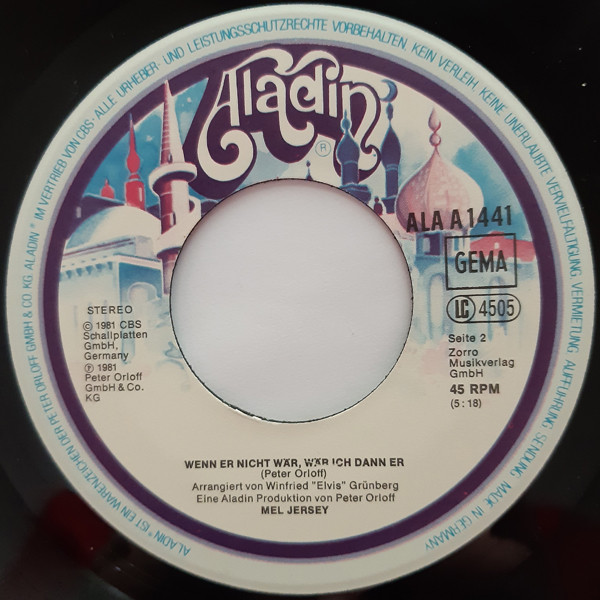 ALADIN® IST EIN WARENZEICHEN DER PETER ORLOFF GMBH & CO. KG. ALADIN® IM VERTRIEB VON CBS · ALLE URHEBER- UND LEISTUNGSSCHUTZRECHTE VORBEHALTEN. KEIN VERLEIH. KEINE UNERLAUBTE VERVIELFÄLTIGUNG, VERMIETUNG, AUFFÜHRUNG, SENDUNG. MADE IN GERMANY
Aladin
®
ALA A 1441
GEMA
LC 4505
STEREO
© 1981 CBS
Schallplatten
GmbH,
Germany
℗ 1981
Peter Orloff
GmbH & Co.
KG
Seite 2
Zorro
Musikverlag
GmbH
45 RPM
(5:18)
WENN ER NICHT WÄR, WÄR ICH DANN ER
(Peter Orloff)
Arrangiert von Winfried "Elvis" Grünberg
Eine Aladin Produktion von Peter Orloff
MEL JERSEY